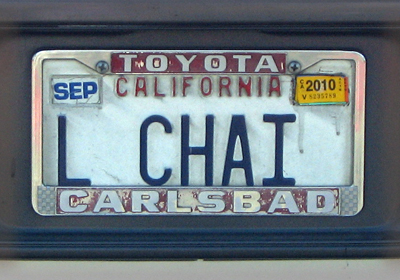 TOYOTA
SEP CALIFORNIA 2010
L CHAI
CARLSBAD